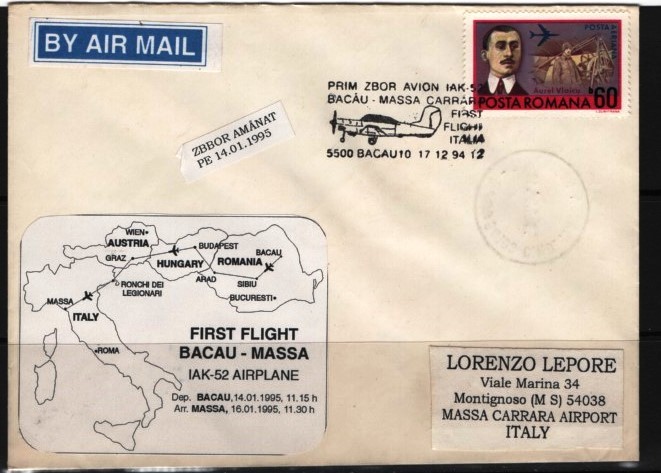 BY AIR MAIL
POSTA AERIANA
Aurel Vlaicu
POSTA ROMANA 60
PRIM ZBOR AVION IAK-52
BACĂU - MASSA CARRARA
FIRST
FLIGHT
ITALIA
5500 BACAU 10 17 12 94 12
ZBBOR AMÂNAT
PE 14.01.1995
WIEN
AUSTRIA
GRAZ
BUDAPEST
HUNGARY
ROMANIA
BACAU
ARAD
SIBIU
BUCURESTI
RONCHI DEI
LEGIONARI
MASSA
ITALY
ROMA
FIRST FLIGHT
BACAU - MASSA
IAK-52 AIRPLANE
Dep. BACAU, 14.01.1995, 11.15 h
Arr. MASSA, 16.01.1995, 11.30 h
LORENZO LEPORE
Viale Marina 34
Montignoso (M S) 54038
MASSA CARRARA AIRPORT
ITALY